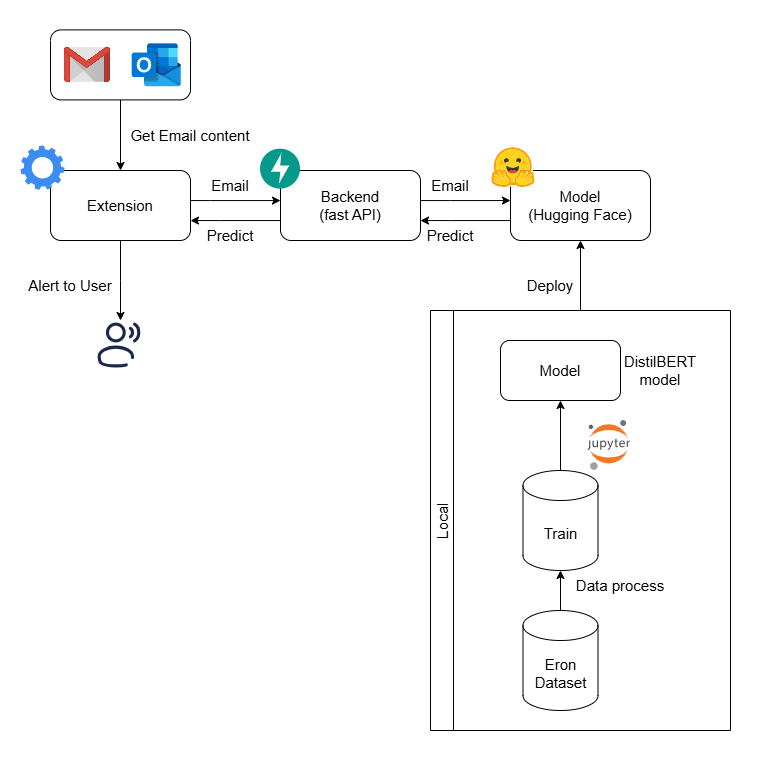 Get Email content
Extension
Email
Predict
Backend
(fast API)
Email
Predict
Model
(Hugging Face)
Alert to User
Deploy
Local
Model
DistilBERT
model
jupyter
Train
Data process
Eron
Dataset